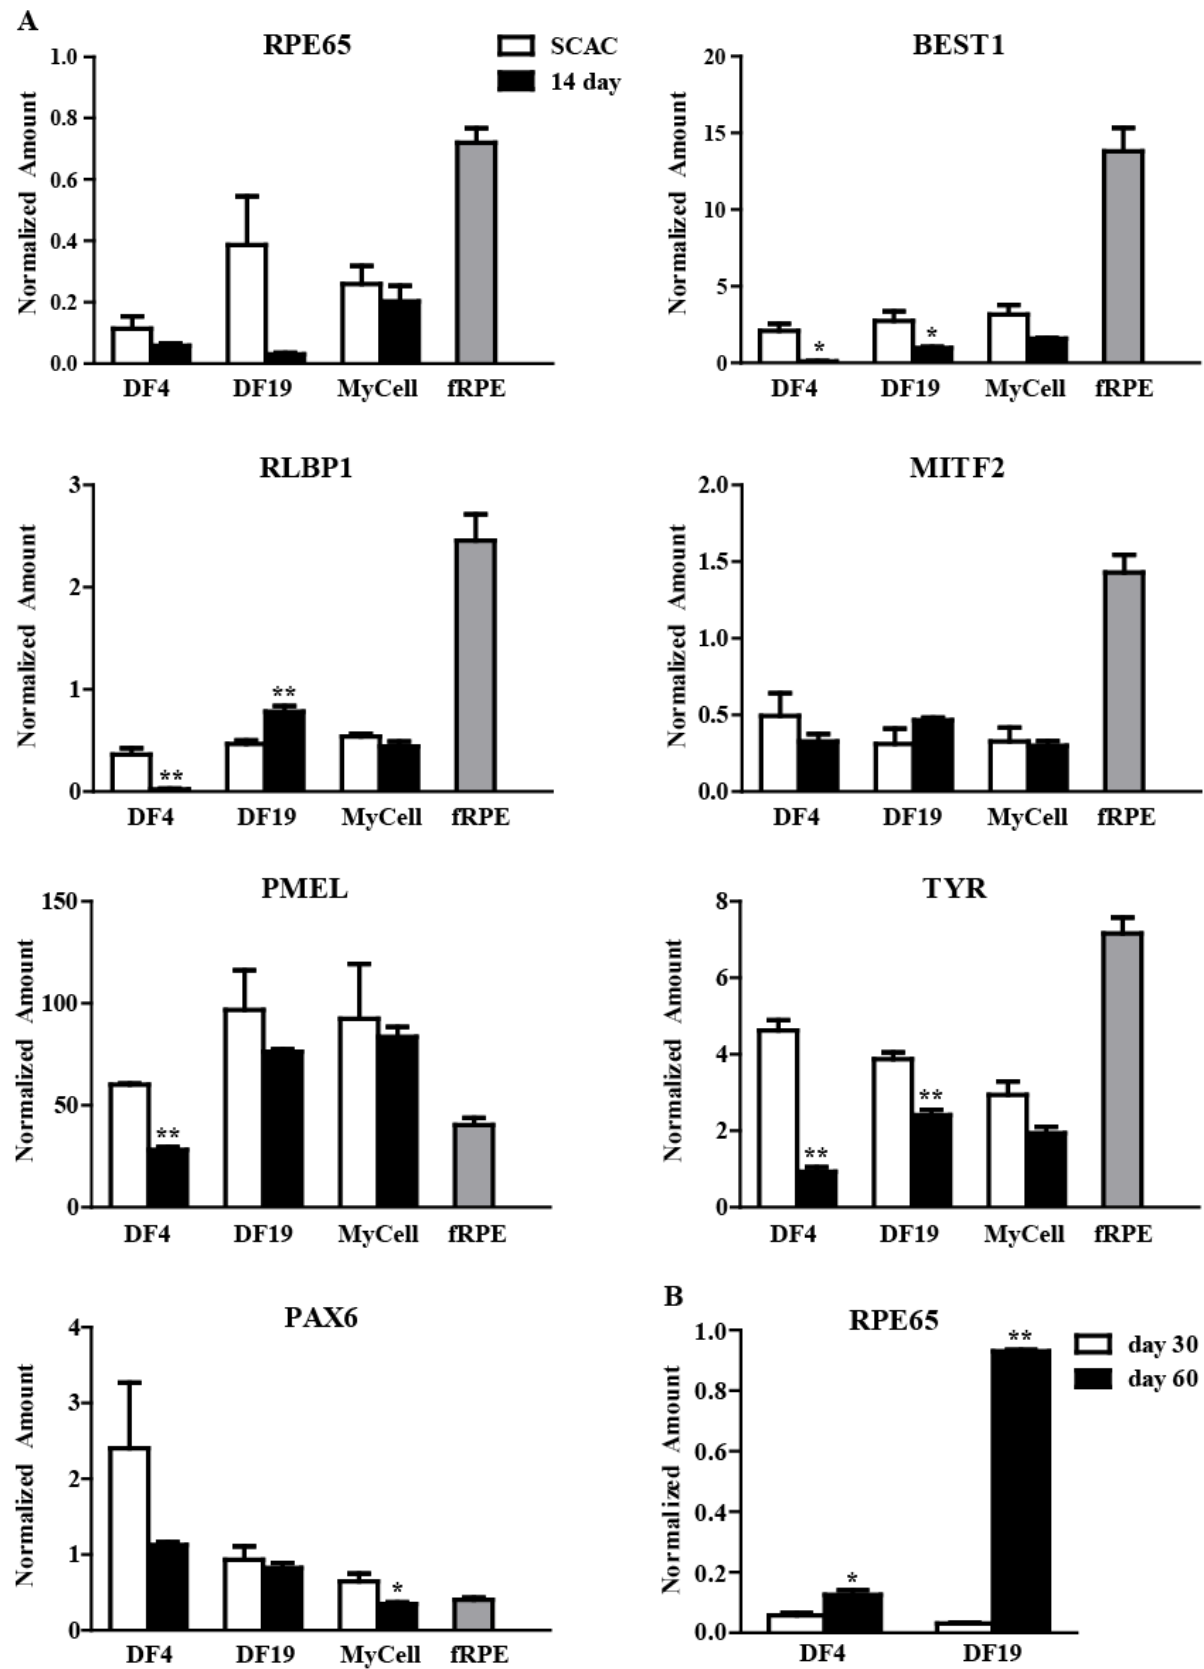 A
RPE65
SCAC
14 day
Normalized Amount
1.0
0.8
0.6
0.4
0.2
0.0
DF4 DF19 MyCell fRPE
BEST1
Normalized Amount
20
15
10
5
0
*
*
DF4 DF19 MyCell fRPE
RLBP1
Normalized Amount
3
2
1
0
**
**
DF4 DF19 MyCell fRPE
MITF2
Normalized Amount
2.0
1.5
1.0
0.5
0.0
DF4 DF19 MyCell fRPE
PMEL
Normalized Amount
150
100
50
0
**
DF4 DF19 MyCell fRPE
TYR
Normalized Amount
8
6
4
2
0
**
**
DF4 DF19 MyCell fRPE
PAX6
Normalized Amount
4
3
2
1
0
*
DF4 DF19 MyCell fRPE
B
RPE65
day 30
day 60
Normalized Amount
1.0
0.8
0.6
0.4
0.2
0.0
*
**
DF4 DF19